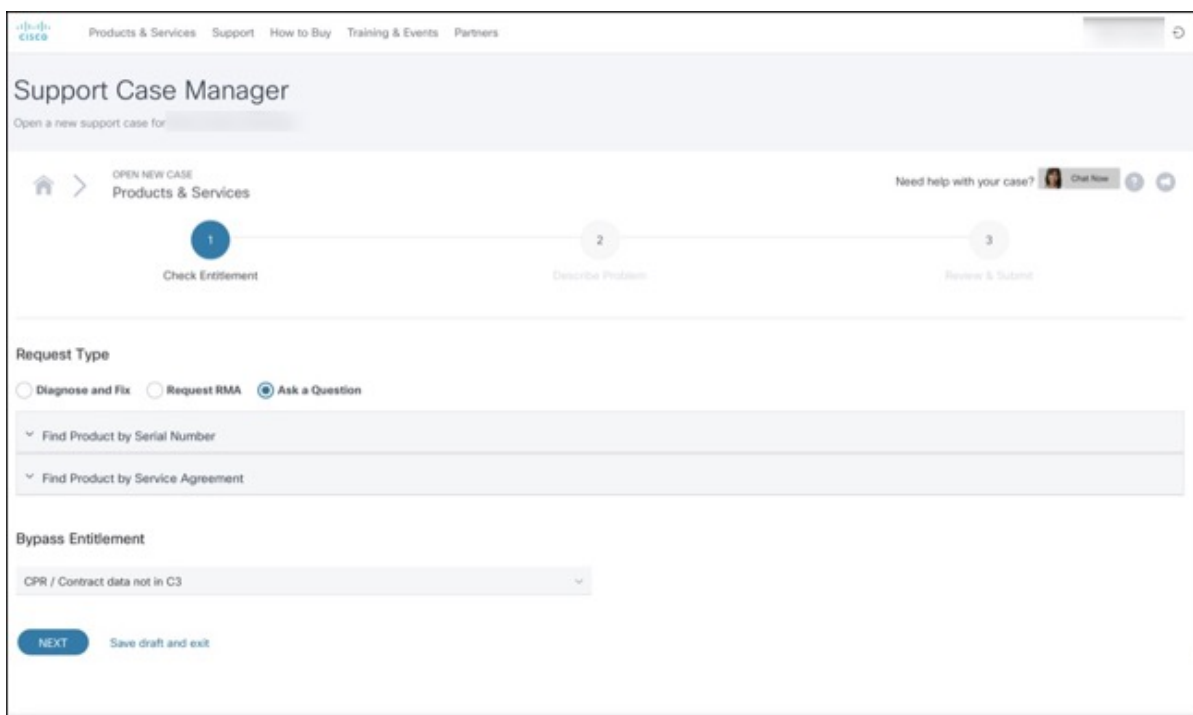 CISCO
Products & Services Support How to Buy Training & Events Partners
Support Case Manager
Open a new support case for
OPEN NEW CASE
Products & Services
Need help with your case? Chat Now ?
1 2 3
Check Entitlement Describe Problem Review & Submit
Request Type
Diagnose and Fix Request RMA Ask a Question
Find Product by Serial Number
Find Product by Service Agreement
Bypass Entitlement
CPR / Contract data not in C3
NEXT Save draft and exit